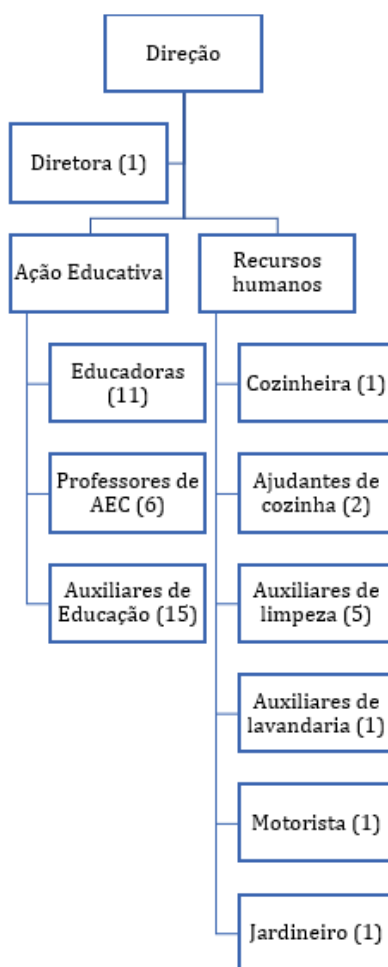 Direção
Diretora (1)
Ação Educativa
Recursos
humanos
Educadoras
(11)
Professores de
AEC (6)
Auxiliares de
Educação (15)
Cozinheira (1)
Ajudantes de
cozinha (2)
Auxiliares de
limpeza (5)
Auxiliares de
lavandaria (1)
Motorista (1)
Jardineiro (1)